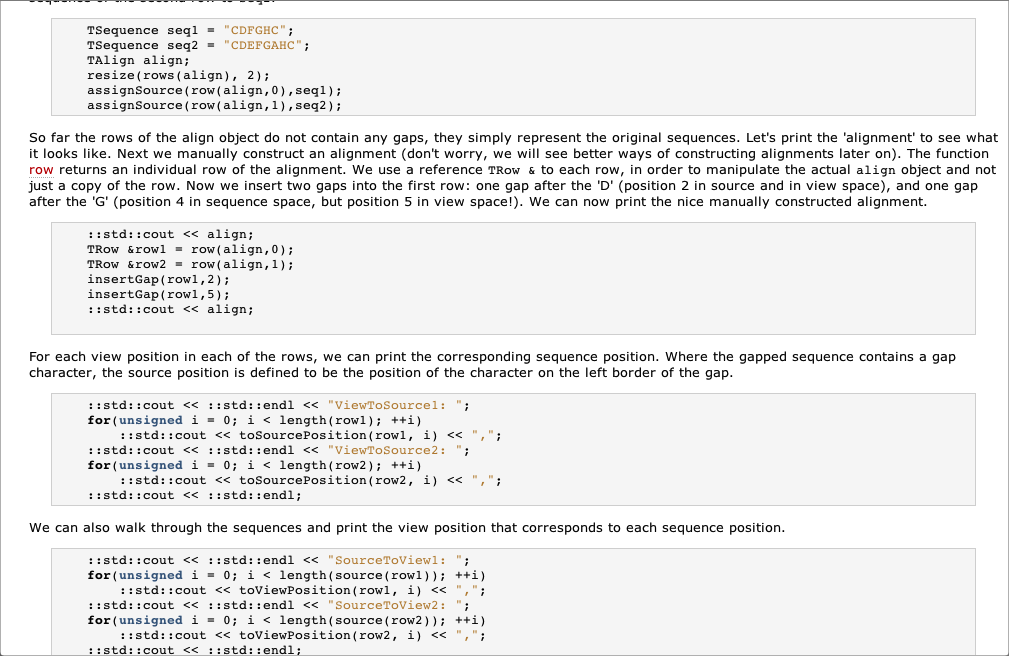 TSequence seq1 = "CDFGHC";
TSequence seq2 = "CDEFGAHC";
TAlign align;
resize(rows(align), 2);
assignSource(row(align,0),seq1);
assignSource(row(align,1),seq2);
So far the rows of the align object do not contain any gaps, they simply represent the original sequences. Let's print the 'alignment' to see what
it looks like. Next we manually construct an alignment (don't worry, we will see better ways of constructing alignments later on). The function
row returns an individual row of the alignment. We use a reference TRow & to each row, in order to manipulate the actual align object and not
just a copy of the row. Now we insert two gaps into the first row: one gap after the 'D' (position 2 in source and in view space), and one gap
after the 'G' (position 4 in sequence space, but position 5 in view space!). We can now print the nice manually constructed alignment.
::std::cout << align;
TRow &row1 = row(align,0);
TRow &row2 = row(align,1);
insertGap(row1,2);
insertGap(row1,5);
::std::cout << align;
For each view position in each of the rows, we can print the corresponding sequence position. Where the gapped sequence contains a gap
character, the source position is defined to be the position of the character on the left border of the gap.
::std::cout << ::std::endl << "ViewToSource1: ";
for(unsigned i = 0; i < length(row1); ++i)
::std::cout << toSourcePosition(row1, i) << ",";
::std::cout << ::std::endl << "ViewToSource2: ";
for(unsigned i = 0; i < length(row2); ++i)
::std::cout << toSourcePosition(row2, i) << ",";
::std::cout << ::std::endl;
We can also walk through the sequences and print the view position that corresponds to each sequence position.
::std::cout << ::std::endl << "SourceToView1: ";
for(unsigned i = 0; i < length(source(row1)); ++i)
::std::cout << toViewPosition(row1, i) << ",";
::std::cout << ::std::endl << "SourceToView2: ";
for(unsigned i = 0; i < length(source(row2)); ++i)
::std::cout << toViewPosition(row2, i) << ",";
::std::cout << ::std::endl;